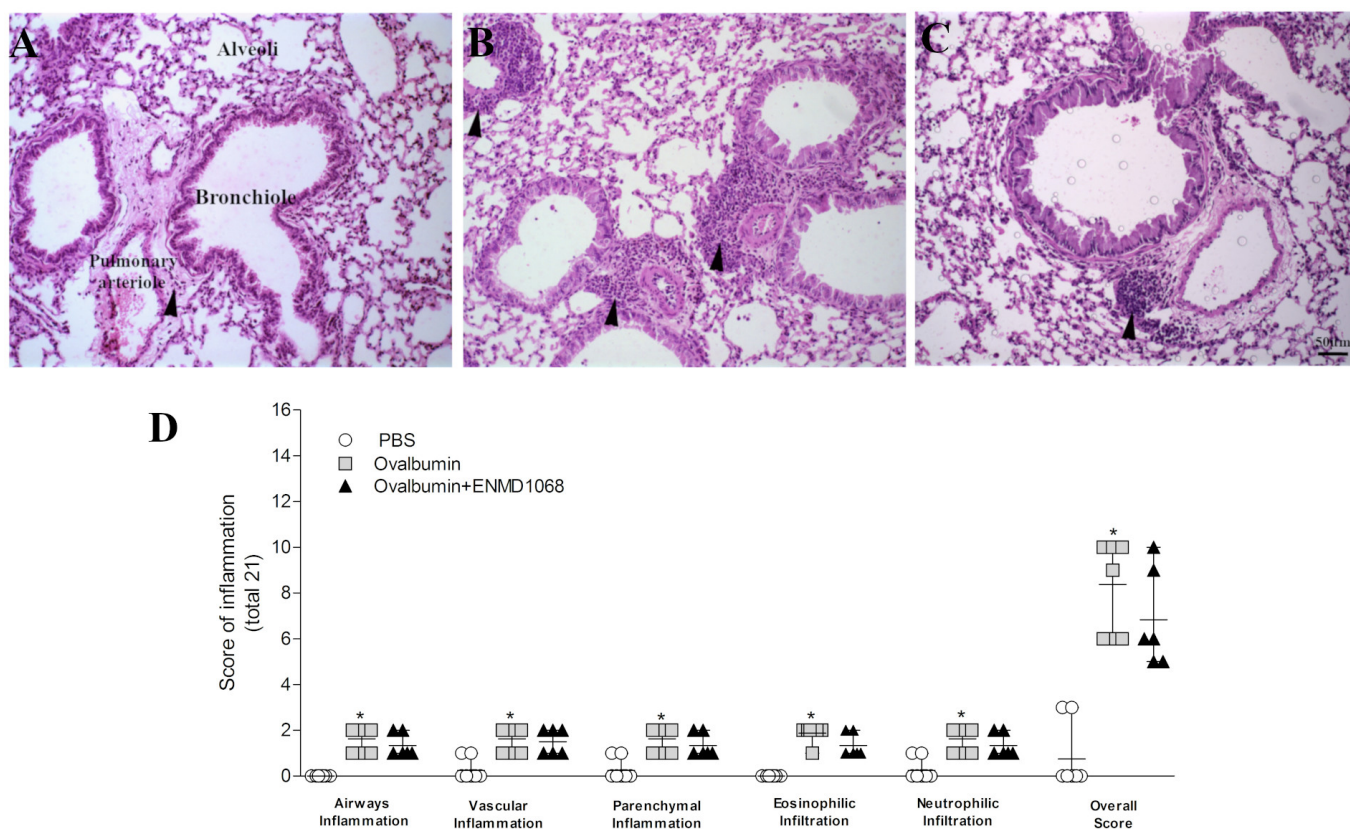 A
Alveoli
Bronchiole
Pulmonary
arteriole
B
C
50μm
D
PBS
Ovalbumin
Ovalbumin+ENMD1068
Score of inflammation
(total 21)
16
14
12
10
8
6
4
2
0
*
*
*
*
*
*
Airways
Inflammation
Vascular
Inflammation
Parenchymal
Inflammation
Eosinophilic
Infiltration
Neutrophilic
Infiltration
Overall
Score